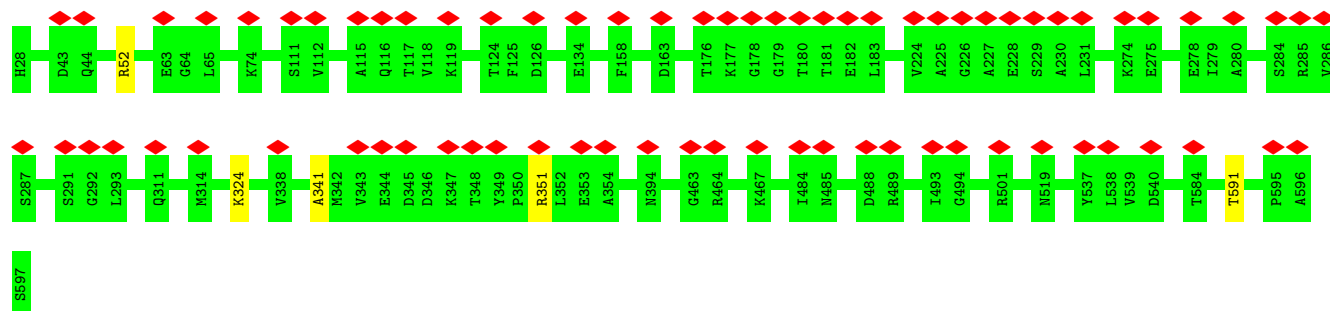 H28 D43 Q44 R52 E63 G64 L65 K74 S111 V112 A115 Q116 T117 V118 K119 T124 F125 D126 E134 F158 D163 T176 K177 G178 G179 T180 T181 E182 L183 V224 A225 G226 A227 E228 S229 A230 L231 K274 E275 E278 I279 A280 S284 R285 V286
S287 S291 G292 L293 Q311 M314 K324 V338 A341 M342 V343 E344 D345 D346 K347 T348 Y349 P350 R351 L352 E353 A354 N394 G463 R464 K467 I484 N485 D488 R489 I493 G494 R501 N519 Y537 L538 V539 D540 T584 T591 P595 A596
S597